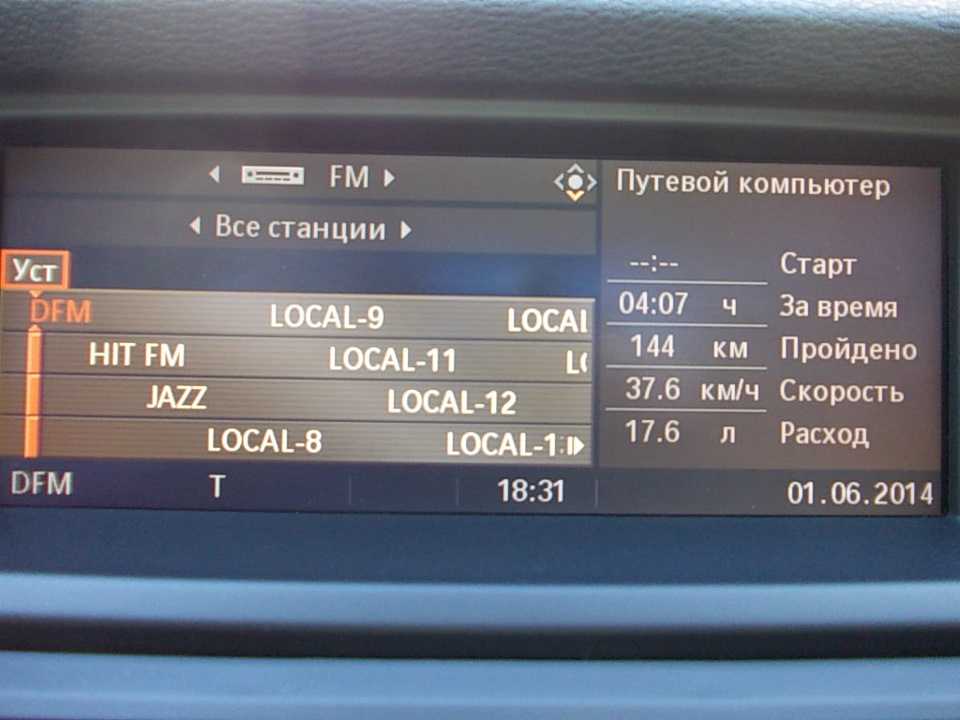 FM
Все станции
Уст
DFM LOCAL-9
HIT FM LOCAL-11
JAZZ LOCAL-12
LOCAL-8
DFM T 18:31
Путевой компьютер
--:-- Старт
04:07 ч За время
144 км Пройдено
37.6 км/ч Скорость
17.6 л Расход
01.06.2014